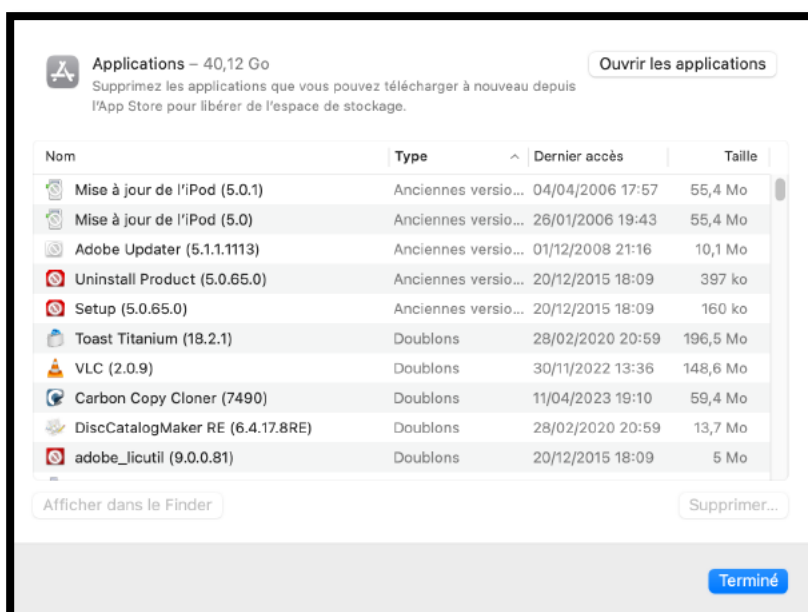 Applications – 40,12 Go
Ouvrir les applications
Supprimez les applications que vous pouvez télécharger à nouveau depuis
l'App Store pour libérer de l'espace de stockage.
Nom Type Dernier accès Taille
Mise à jour de l'iPod (5.0.1) Anciennes versio... 04/04/2006 17:57 55,4 Mo
Mise à jour de l'iPod (5.0) Anciennes versio... 26/01/2006 19:43 55,4 Mo
Adobe Updater (5.1.1.1113) Anciennes versio... 01/12/2008 21:16 10,1 Mo
Uninstall Product (5.0.65.0) Anciennes versio... 20/12/2015 18:09 397 ko
Setup (5.0.65.0) Anciennes versio... 20/12/2015 18:09 160 ko
Toast Titanium (18.2.1) Doublons 28/02/2020 20:59 196,5 Mo
VLC (2.0.9) Doublons 30/11/2022 13:36 148,6 Mo
Carbon Copy Cloner (7490) Doublons 11/04/2023 19:10 59,4 Mo
DiscCatalogMaker RE (6.4.17.8RE) Doublons 28/02/2020 20:59 13,7 Mo
adobe_licutil (9.0.0.81) Doublons 20/12/2015 18:09 5 Mo
Afficher dans le Finder Supprimer...
Terminé